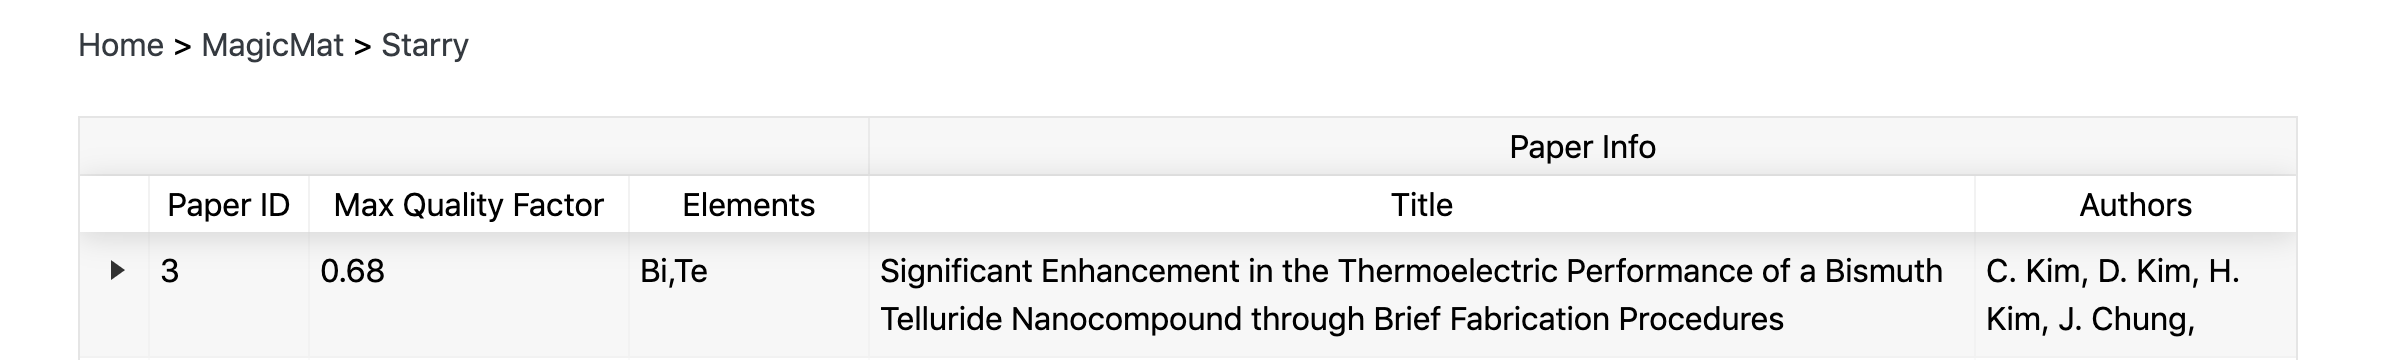 Home > MagicMat > Starry
Paper Info
Paper ID Max Quality Factor Elements Title Authors
3 0.68 Bi,Te Significant Enhancement in the Thermoelectric Performance of a Bismuth C. Kim, D. Kim, H.
Telluride Nanocompound through Brief Fabrication Procedures Kim, J. Chung,